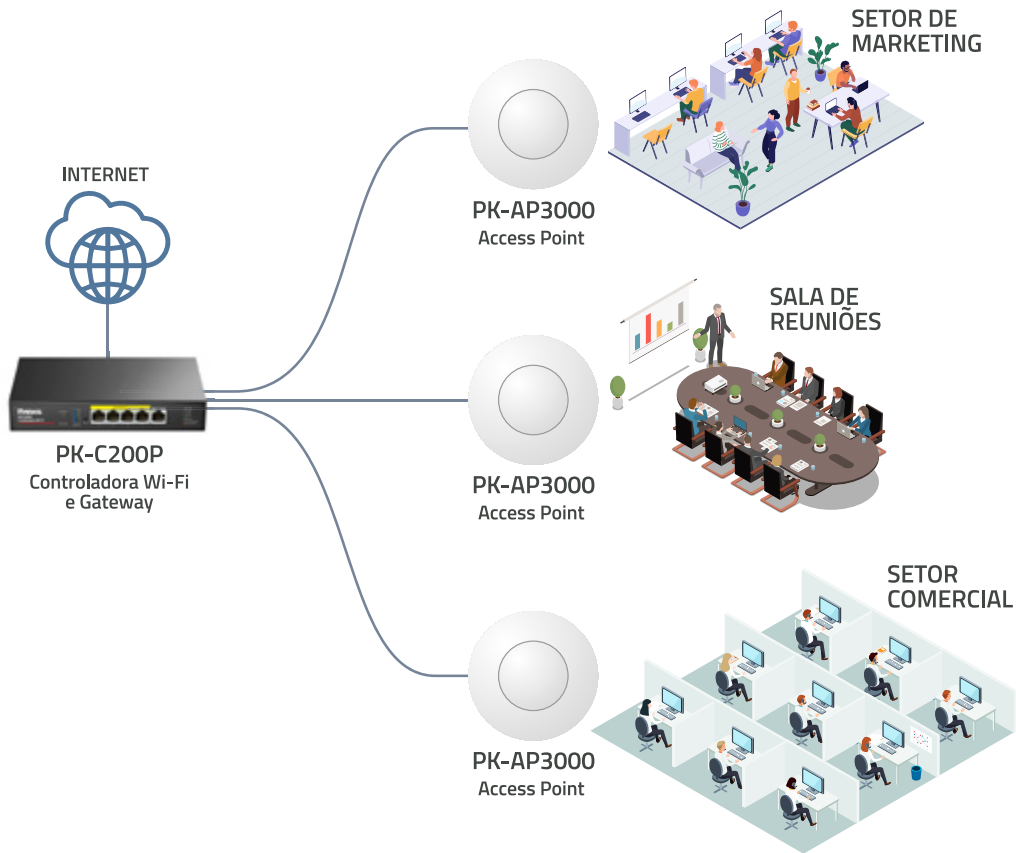 SETOR DE
MARKETING
INTERNET
PK-AP3000
Access Point
SALA DE
REUNIÕES
PK-C200P
Controladora Wi-Fi
e Gateway
PK-AP3000
Access Point
SETOR
COMERCIAL
PK-AP3000
Access Point